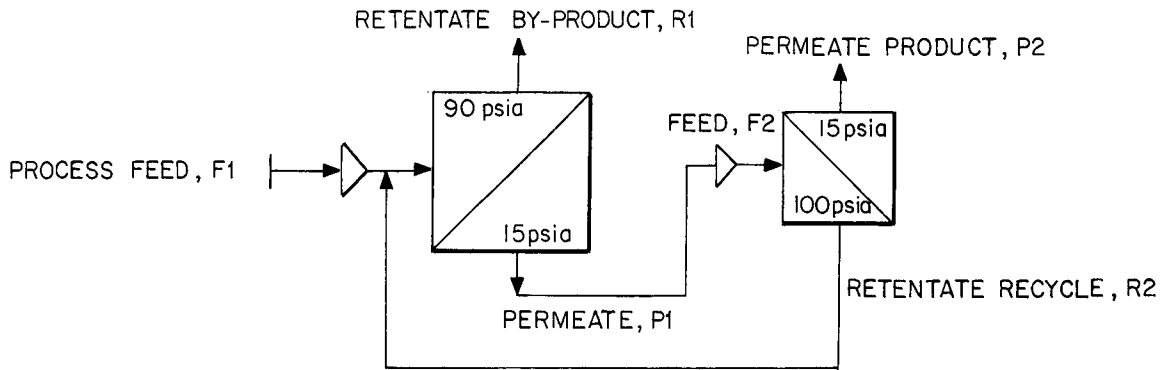 RETENTATE BY-PRODUCT, R1
PERMEATE PRODUCT, P2
90 psia
FEED, F2
15psia
PROCESS FEED, F1
100psia
15psia
RETENTATE RECYCLE, R2
PERMEATE, P1